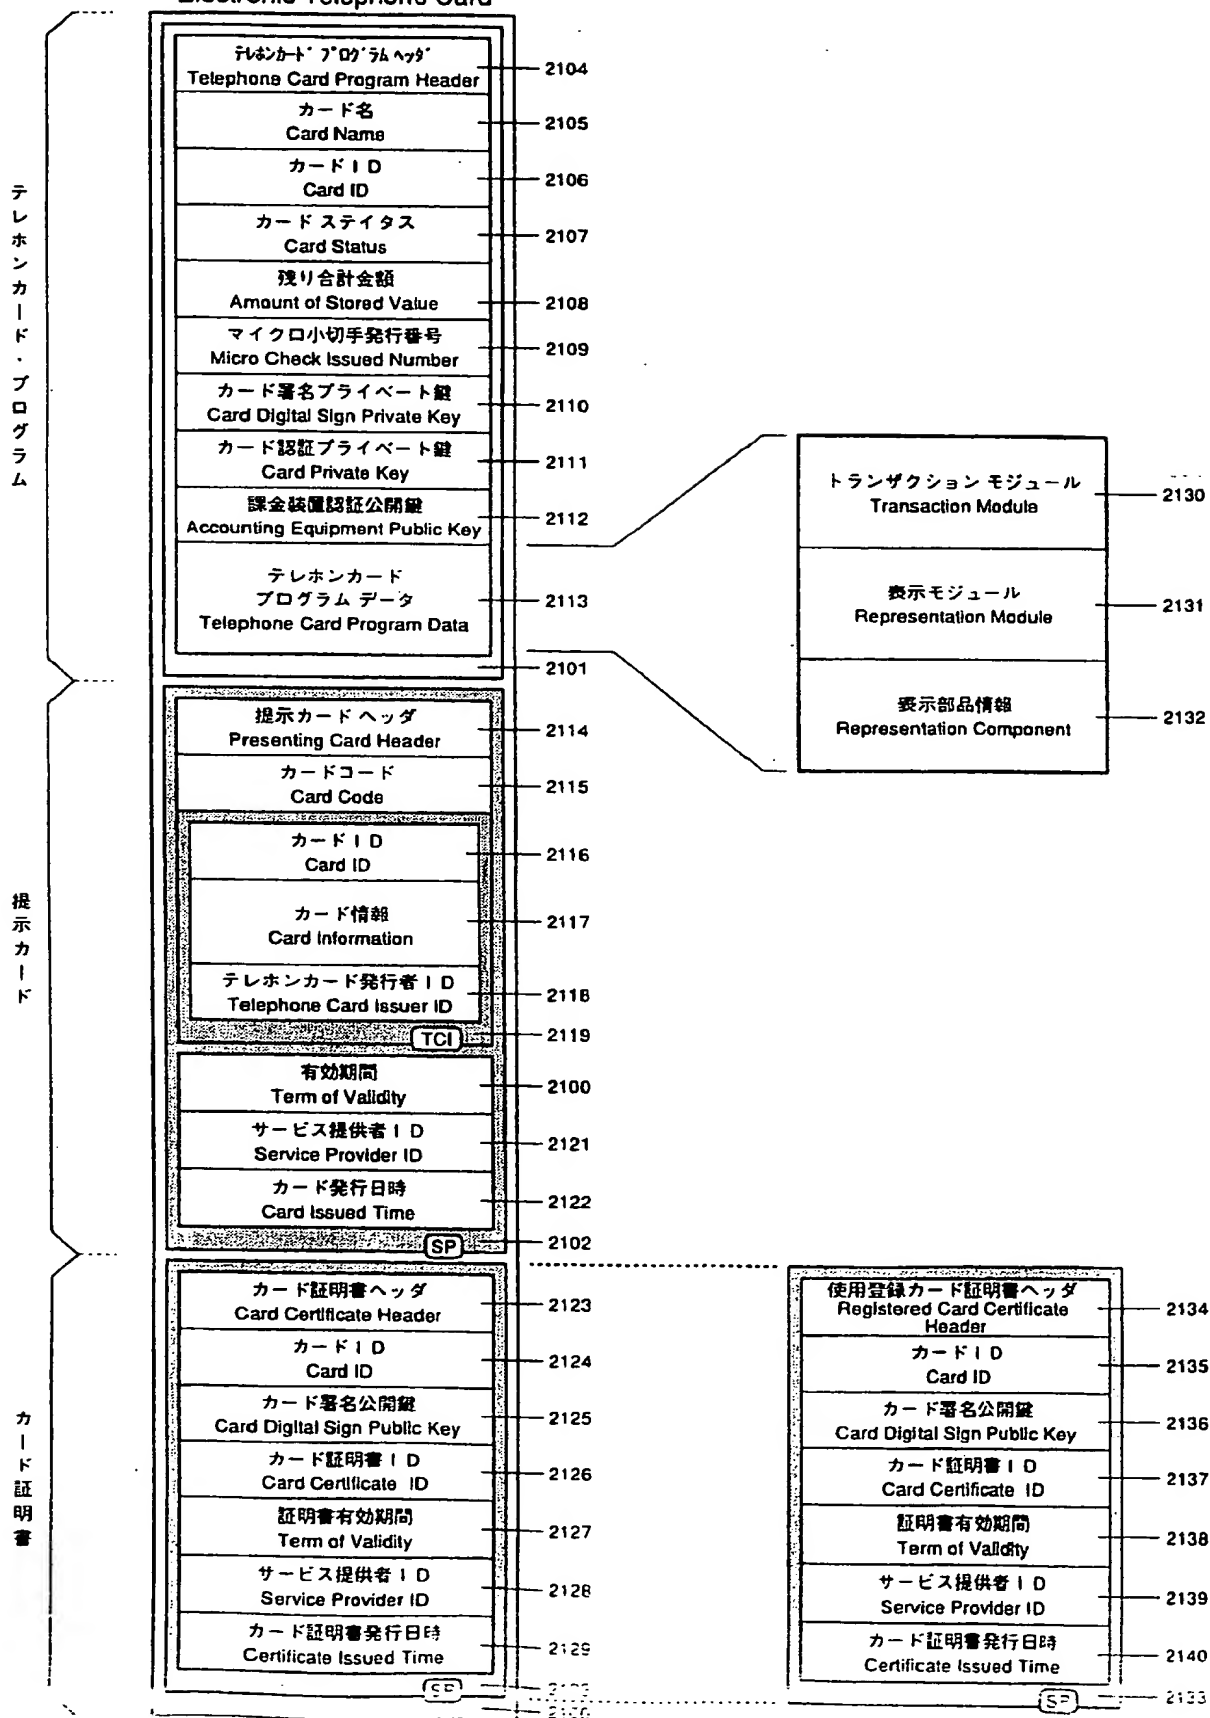 Electronic Telephone Card
テレホンカード プログラム ヘッダ
Telephone Card Program Header
2104
カード名
Card Name
2105
カードID
Card ID
2106
カード ステイタス
Card Status
2107
残り合計金額
Amount of Stored Value
2108
マイクロ小切手発行番号
Micro Check Issued Number
2109
カード署名プライベート鍵
Card Digital Sign Private Key
2110
カード認証プライベート鍵
Card Private Key
2111
課金装置認証公開鍵
Accounting Equipment Public Key
2112
テレホンカード
プログラム データ
Telephone Card Program Data
2113
2101
テレホンカード・プログラム
トランザクション モジュール
Transaction Module
2130
表示モジュール
Representation Module
2131
表示部品情報
Representation Component
2132
提示カード ヘッダ
Presenting Card Header
2114
カードコード
Card Code
2115
カードID
Card ID
2116
カード情報
Card Information
2117
テレホンカード発行者ID
Telephone Card Issuer ID
2118
TCI
2119
有効期間
Term of Validity
2100
サービス提供者ID
Service Provider ID
2121
カード発行日時
Card Issued Time
2122
SP
2102
提示カード
カード証明書ヘッダ
Card Certificate Header
2123
カードID
Card ID
2124
カード署名公開鍵
Card Digital Sign Public Key
2125
カード証明書ID
Card Certificate ID
2126
証明書有効期間
Term of Validity
2127
サービス提供者ID
Service Provider ID
2128
カード証明書発行日時
Certificate Issued Time
2129
SP
カード証明書
使用登録カード証明書ヘッダ
Registered Card Certificate
Header
2134
カードID
Card ID
2135
カード署名公開鍵
Card Digital Sign Public Key
2136
カード証明書ID
Card Certificate ID
2137
証明書有効期間
Term of Validity
2138
サービス提供者ID
Service Provider ID
2139
カード証明書発行日時
Certificate Issued Time
2140
SP
2133